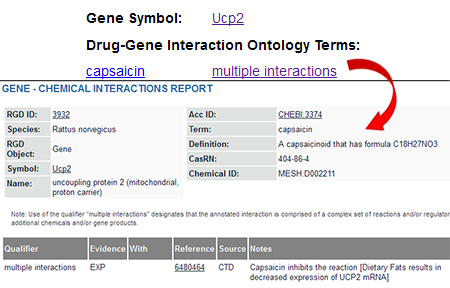 Gene Symbol: Ucp2
Drug-Gene Interaction Ontology Terms:
capsaicin multiple interactions
GENE - CHEMICAL INTERACTIONS REPORT
RGD ID: 3932
Species: Rattus norvegicus
RGD Object: Gene
Symbol: Ucp2
Name: uncoupling protein 2 (mitochondrial, proton carrier)
Acc ID: CHEBI:3374
Term: capsaicin
Definition: A capsaicinoid that has formula C18H27NO3.
CasRN: 404-86-4
Chemical ID: MESH:D002211
Note: Use of the qualifier "multiple interactions" designates that the annotated interaction is comprised of a complex set of reactions and/or regulator
additional chemicals and/or gene products.
Qualifier Evidence With Reference Source Notes
multiple interactions EXP 6480464 CTD Capsaicin inhibits the reaction [Dietary Fats results in
decreased expression of UCP2 mRNA]